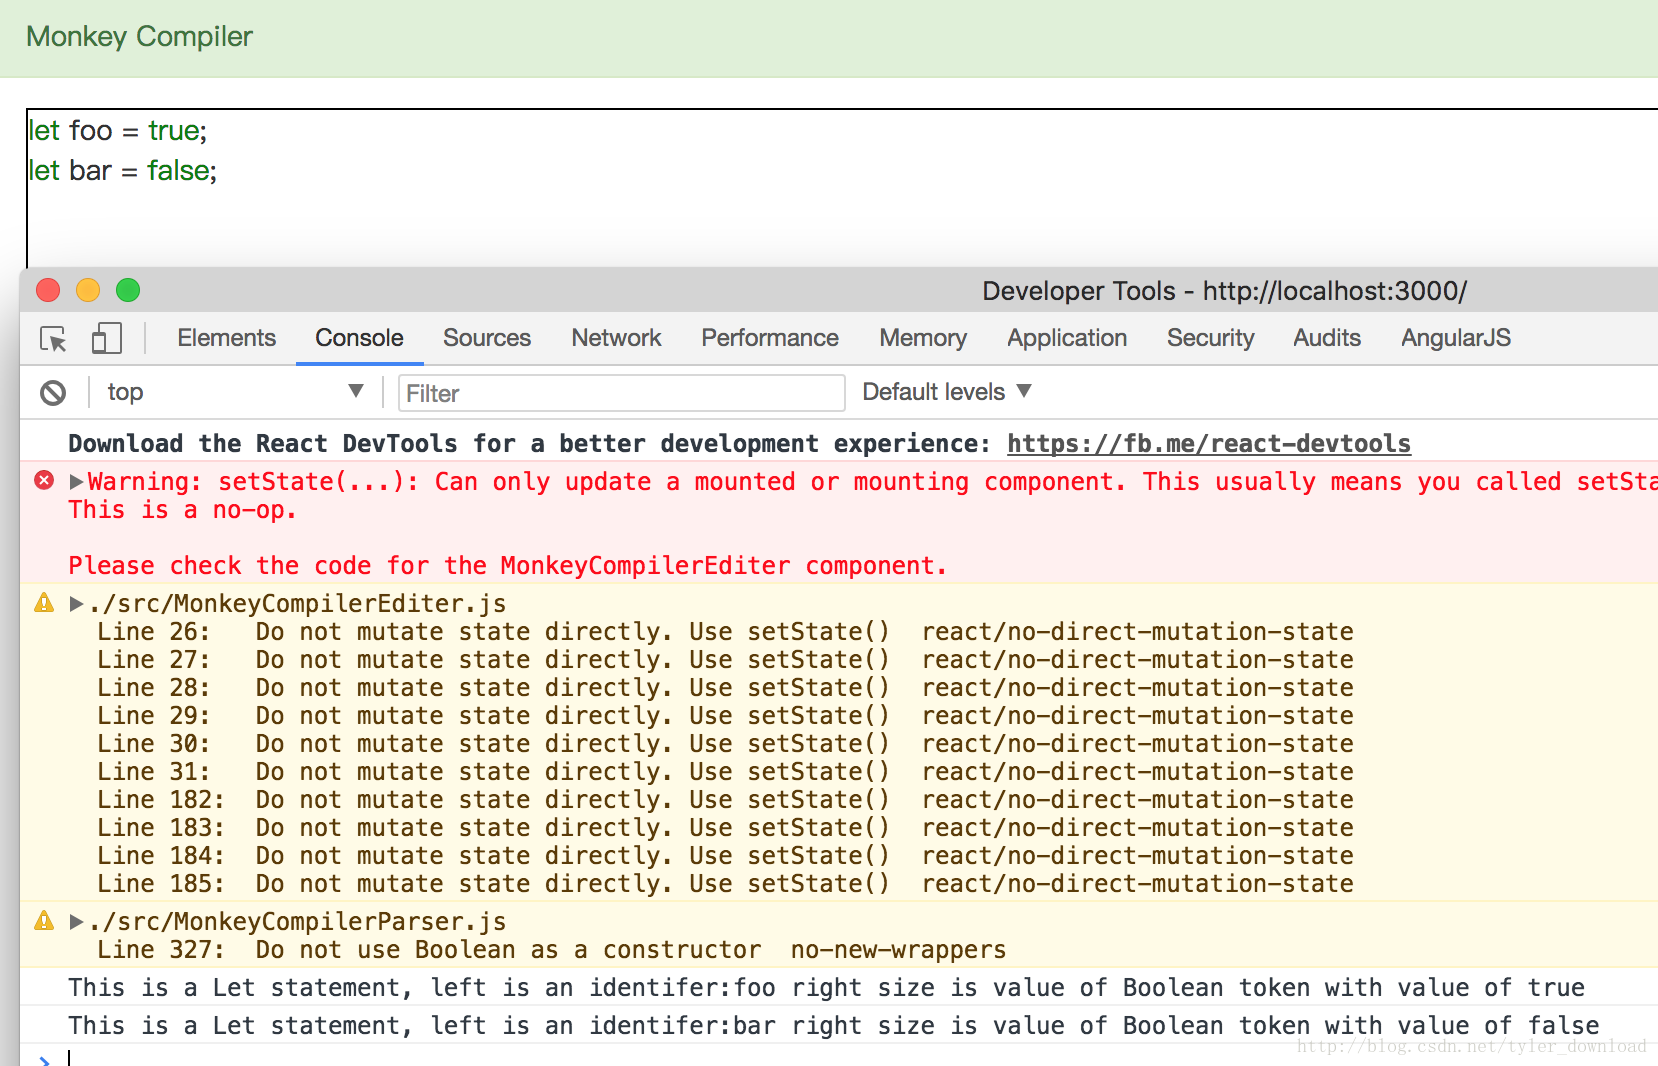 Monkey Compiler
let foo = true;
let bar = false;
Developer Tools - http://localhost:3000/
Elements Console Sources Network Performance Memory Application Security Audits AngularJS
top Filter Default levels
Download the React DevTools for a better development experience: https://fb.me/react-devtools
Warning: setState(...): Can only update a mounted or mounting component. This usually means you called setSta
This is a no-op.
Please check the code for the MonkeyCompilerEditer component.
./src/MonkeyCompilerEditer.js
Line 26: Do not mutate state directly. Use setState() react/no-direct-mutation-state
Line 27: Do not mutate state directly. Use setState() react/no-direct-mutation-state
Line 28: Do not mutate state directly. Use setState() react/no-direct-mutation-state
Line 29: Do not mutate state directly. Use setState() react/no-direct-mutation-state
Line 30: Do not mutate state directly. Use setState() react/no-direct-mutation-state
Line 31: Do not mutate state directly. Use setState() react/no-direct-mutation-state
Line 182: Do not mutate state directly. Use setState() react/no-direct-mutation-state
Line 183: Do not mutate state directly. Use setState() react/no-direct-mutation-state
Line 184: Do not mutate state directly. Use setState() react/no-direct-mutation-state
Line 185: Do not mutate state directly. Use setState() react/no-direct-mutation-state
./src/MonkeyCompilerParser.js
Line 327: Do not use Boolean as a constructor no-new-wrappers
This is a Let statement, left is an identifer:foo right size is value of Boolean token with value of true
This is a Let statement, left is an identifer:bar right size is value of Boolean token with value of false
http://blog.csdn.net/tyler_download